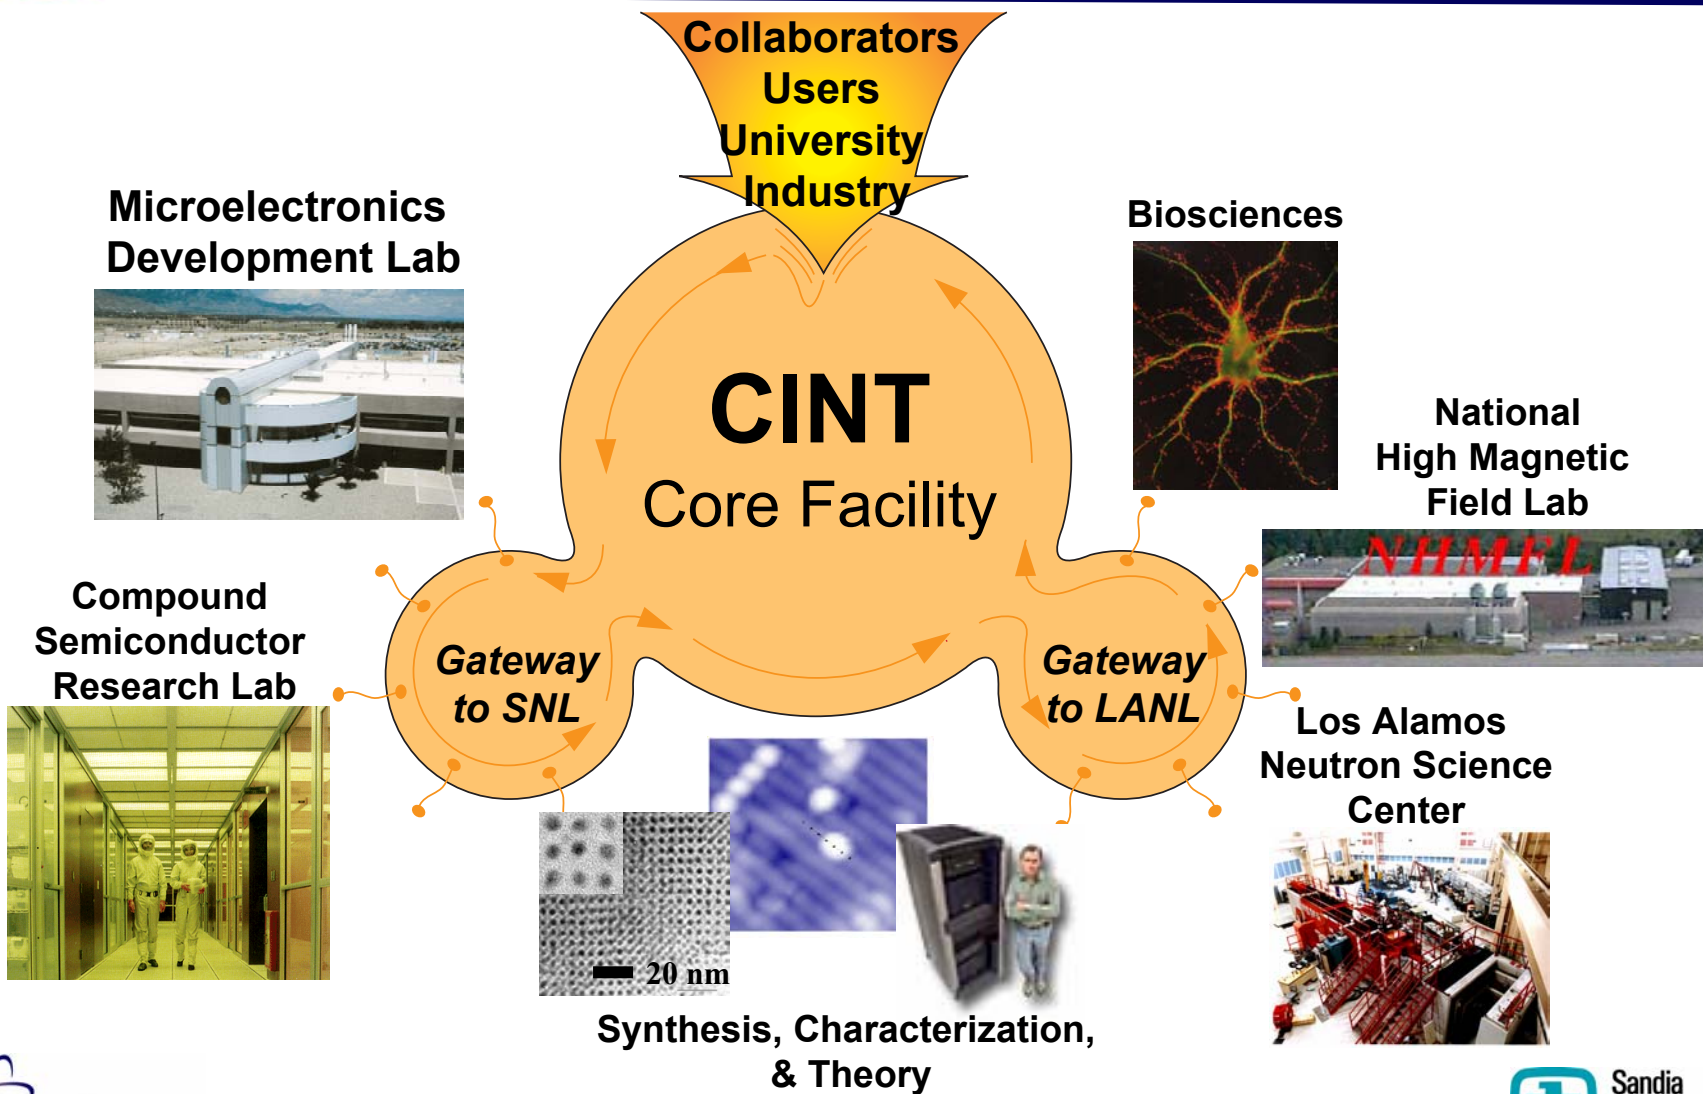 Collaborators
Users
University
Industry
Microelectronics
Development Lab
Biosciences
CINT
Core Facility
National
High Magnetic
Field Lab
NHMFL
Compound
Semiconductor
Research Lab
Gateway
to SNL
Gateway
to LANL
Los Alamos
Neutron Science
Center
20 nm
Synthesis, Characterization,
& Theory
Sandia